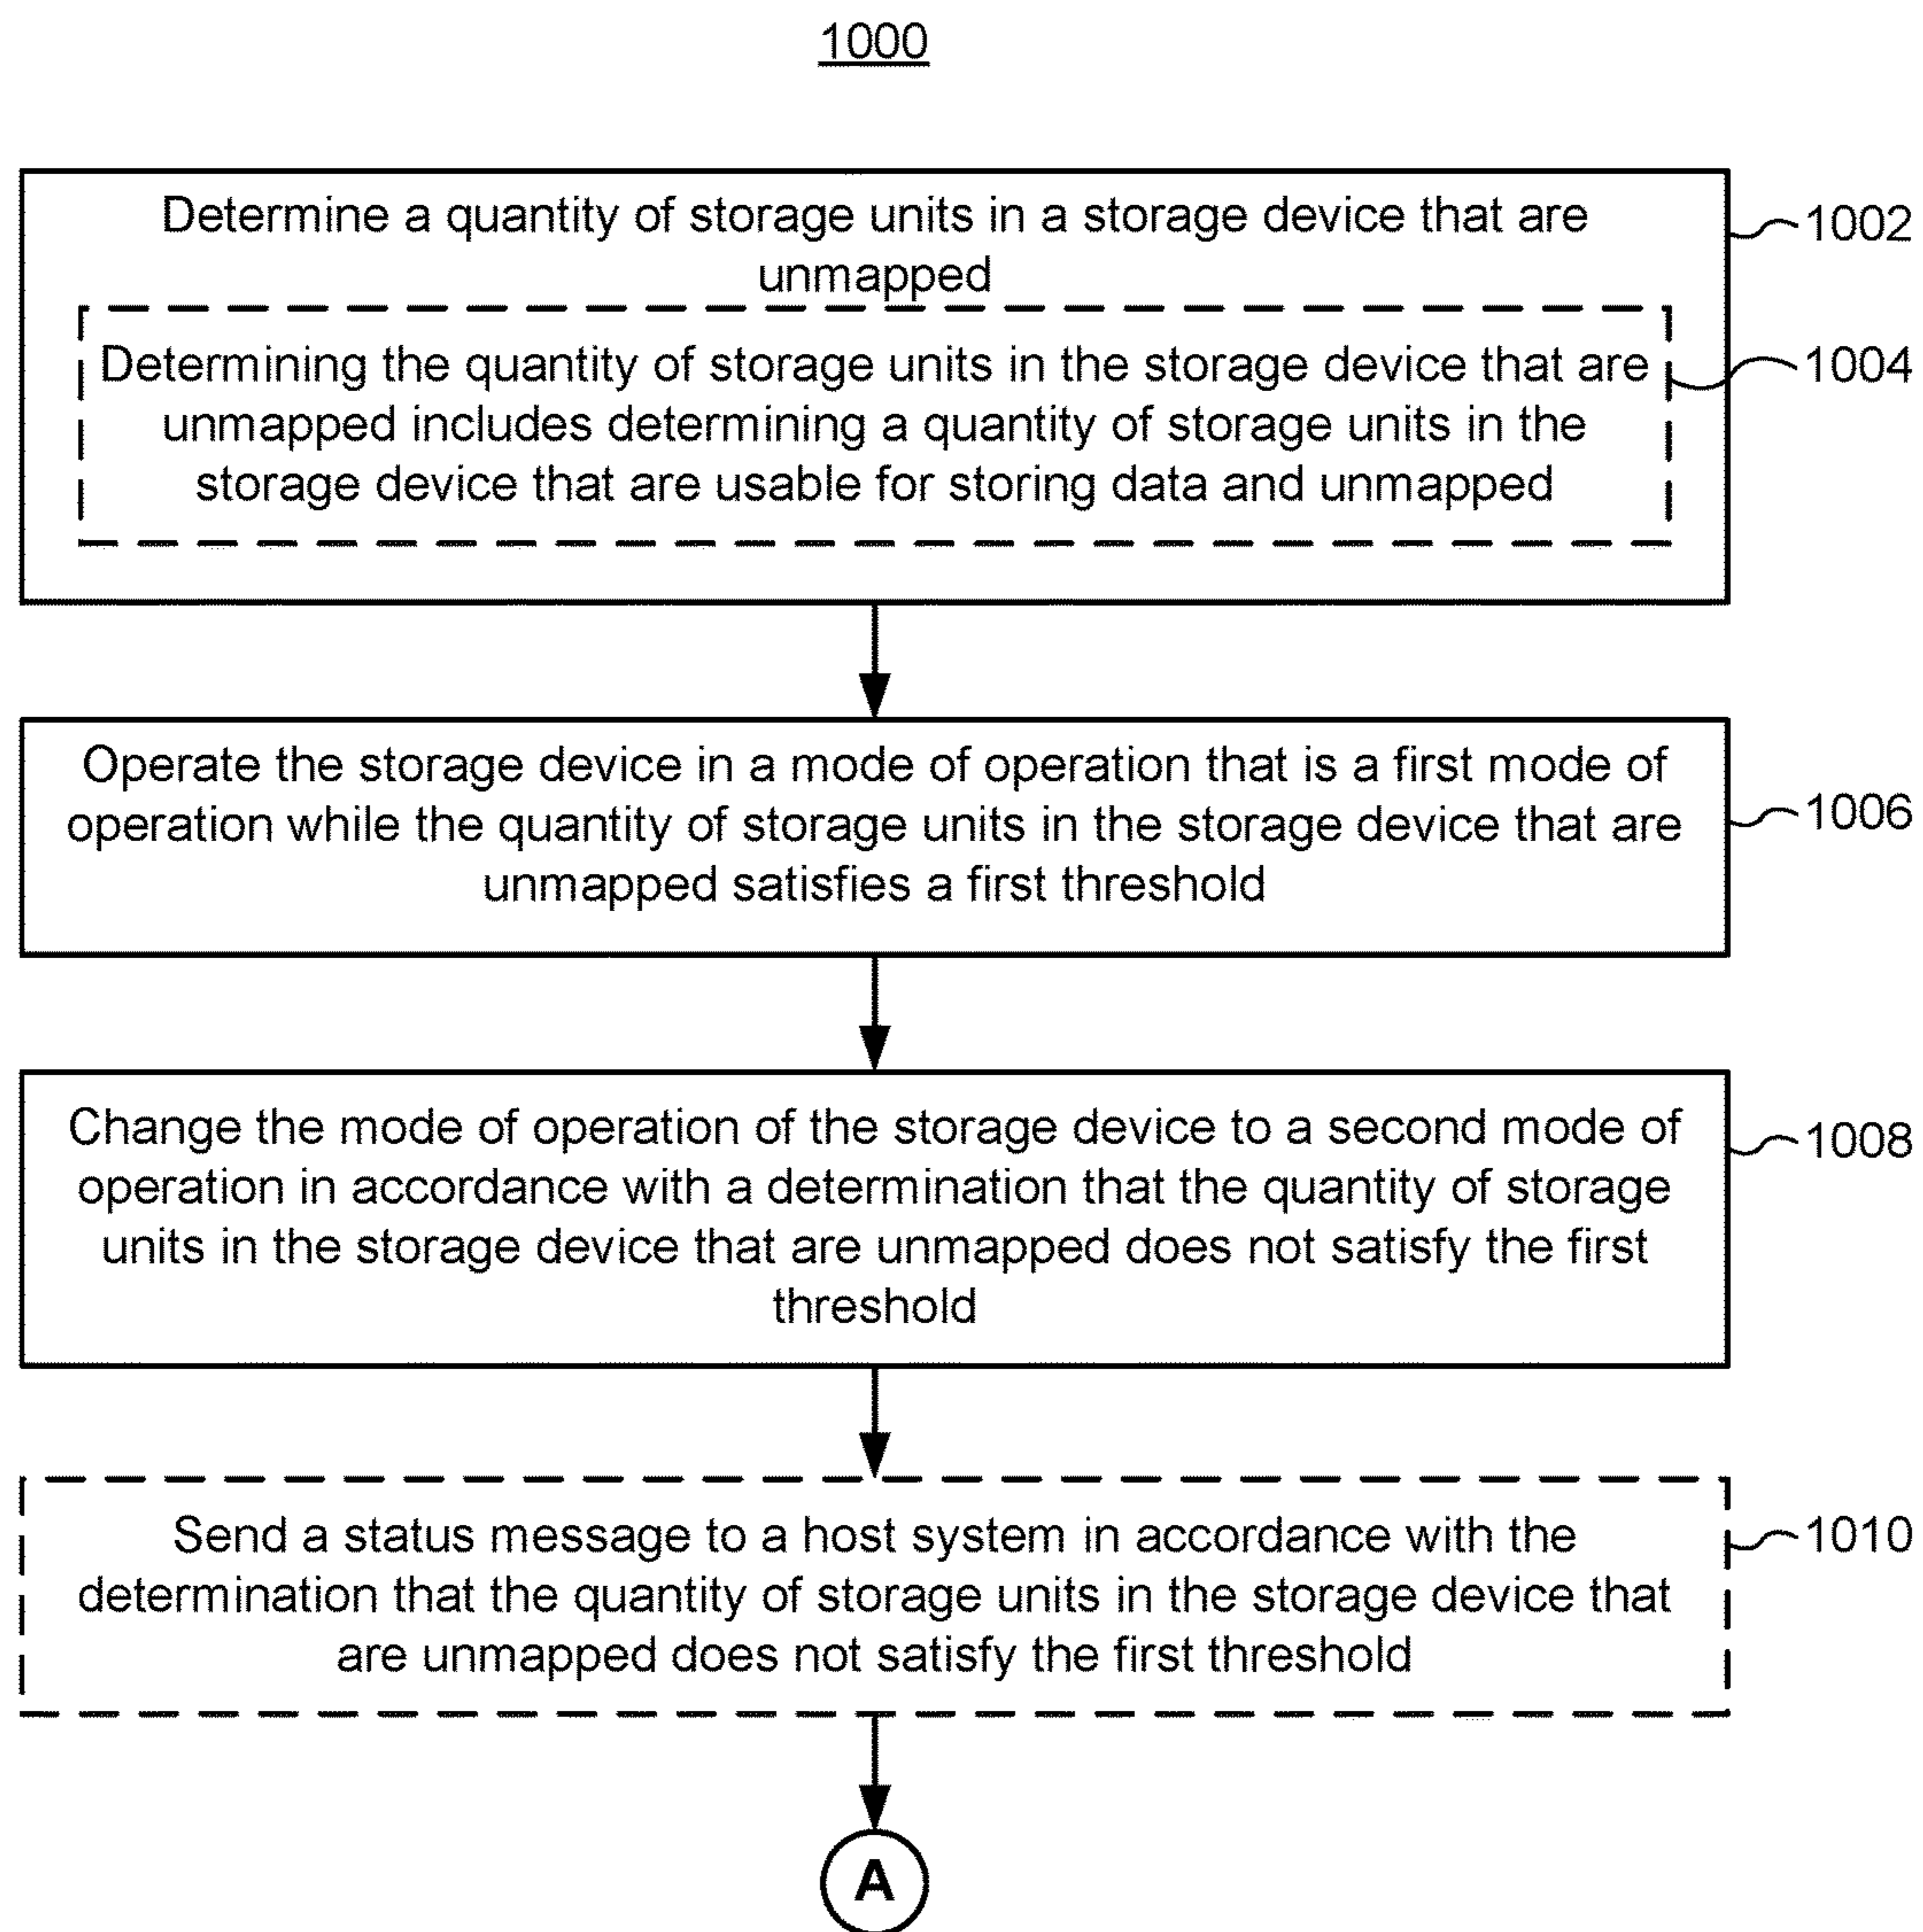 1000
Determine a quantity of storage units in a storage device that are
unmapped
1002
Determining the quantity of storage units in the storage device that are
unmapped includes determining a quantity of storage units in the
storage device that are usable for storing data and unmapped
1004
Operate the storage device in a mode of operation that is a first mode of
operation while the quantity of storage units in the storage device that are
unmapped satisfies a first threshold
1006
Change the mode of operation of the storage device to a second mode of
operation in accordance with a determination that the quantity of storage
units in the storage device that are unmapped does not satisfy the first
threshold
1008
Send a status message to a host system in accordance with the
determination that the quantity of storage units in the storage device that
are unmapped does not satisfy the first threshold
1010
A